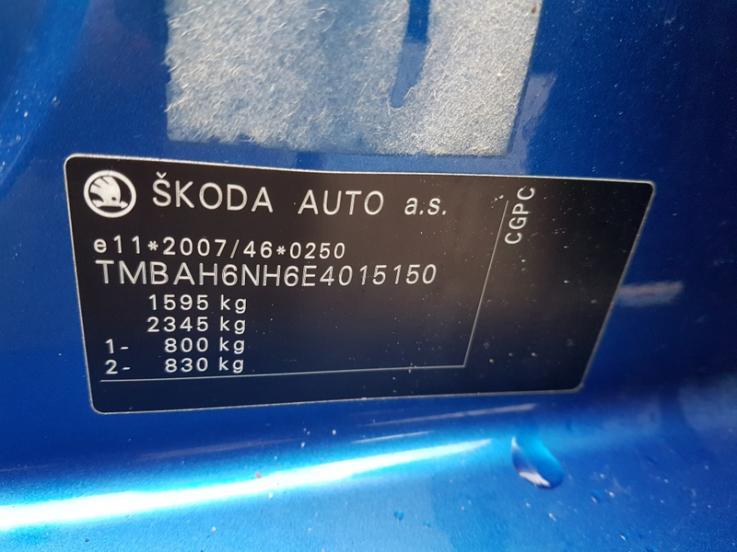 ŠKODA AUTO a.s.
CGPC
e11*2007/46*0250
TMBAH6NH6E4015150
1595 kg
2345 kg
1- 800 kg
2- 830 kg